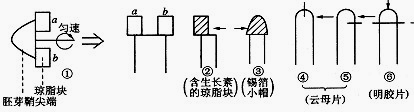 a
匀速
b
琼脂块
胚芽鞘尖端
①
a b
②
(含生长素
的琼脂块)
③
(锡箔
小帽)
④ ⑤
(云母片)
⑥
(明胶片)